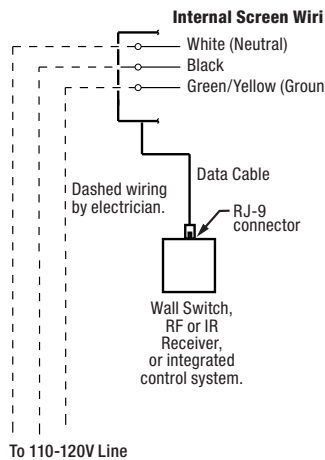 Internal Screen Wiri
White (Neutral)
Black
Green/Yellow (Groun
Data Cable
Dashed wiring
by electrician.
RJ-9
connector
Wall Switch,
RF or IR
Receiver,
or integrated
control system.
To 110-120V Line